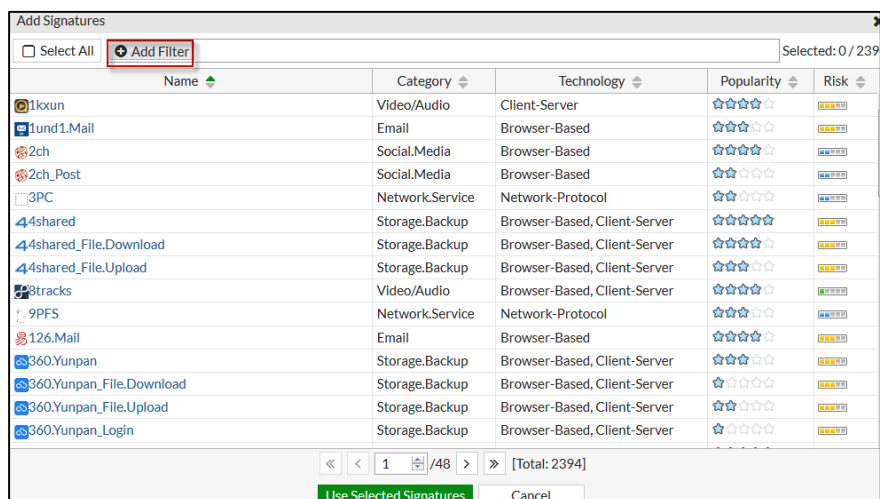 Add Signatures
Select All Add Filter Selected: 0 / 239
Name Category Technology Popularity Risk
1kxun Video/Audio Client-Server
1und1.Mail Email Browser-Based
2ch Social.Media Browser-Based
2ch_Post Social.Media Browser-Based
3PC Network.Service Network-Protocol
4shared Storage.Backup Browser-Based, Client-Server
4shared_File.Download Storage.Backup Browser-Based, Client-Server
4shared_File.Upload Storage.Backup Browser-Based, Client-Server
8tracks Video/Audio Browser-Based, Client-Server
9PFS Network.Service Network-Protocol
126.Mail Email Browser-Based
360.Yunpan Storage.Backup Browser-Based, Client-Server
360.Yunpan_File.Download Storage.Backup Browser-Based, Client-Server
360.Yunpan_File.Upload Storage.Backup Browser-Based, Client-Server
360.Yunpan_Login Storage.Backup Browser-Based, Client-Server
1 /48 [Total: 2394]
Use Selected Signatures Cancel